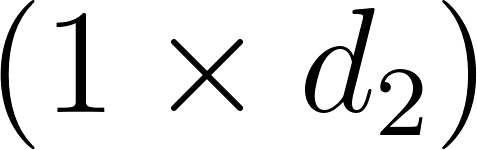 (1 × d₂)